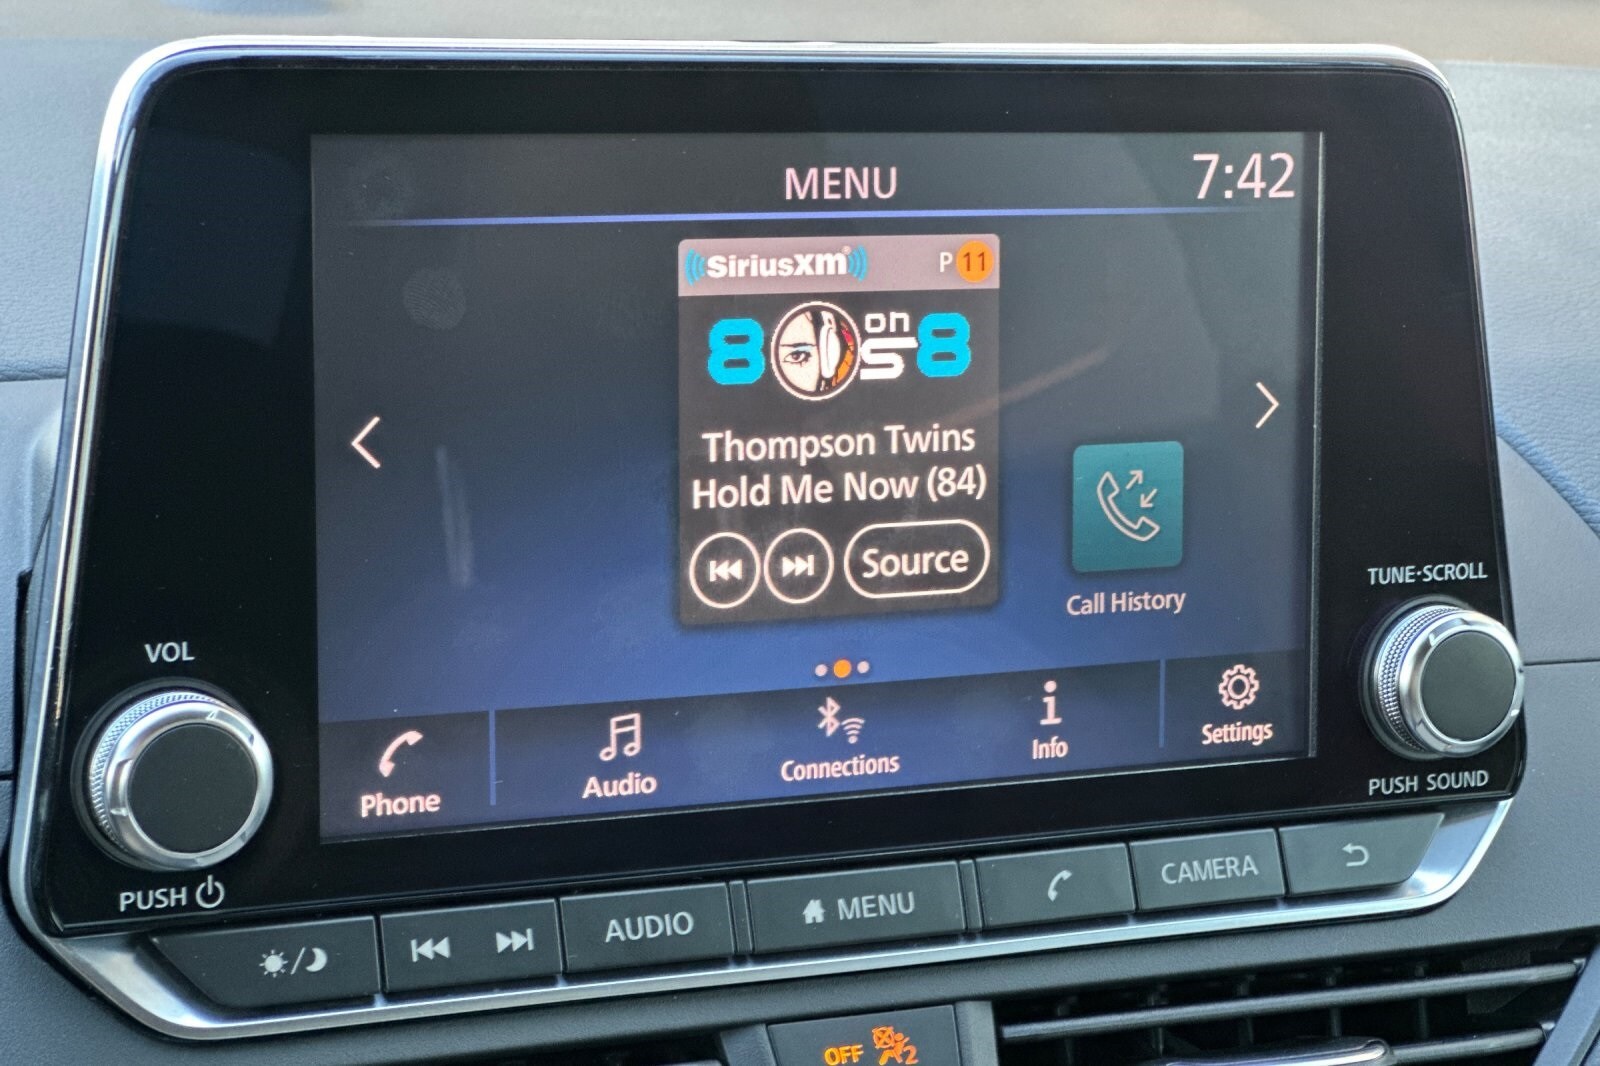 MENU
7:42
SiriusXM
P 11
80s on 8
Thompson Twins
Hold Me Now (84)
Source
Call History
Phone
Audio
Connections
Info
Settings
VOL
PUSH
TUNE·SCROLL
PUSH SOUND
AUDIO
MENU
CAMERA
OFF
2